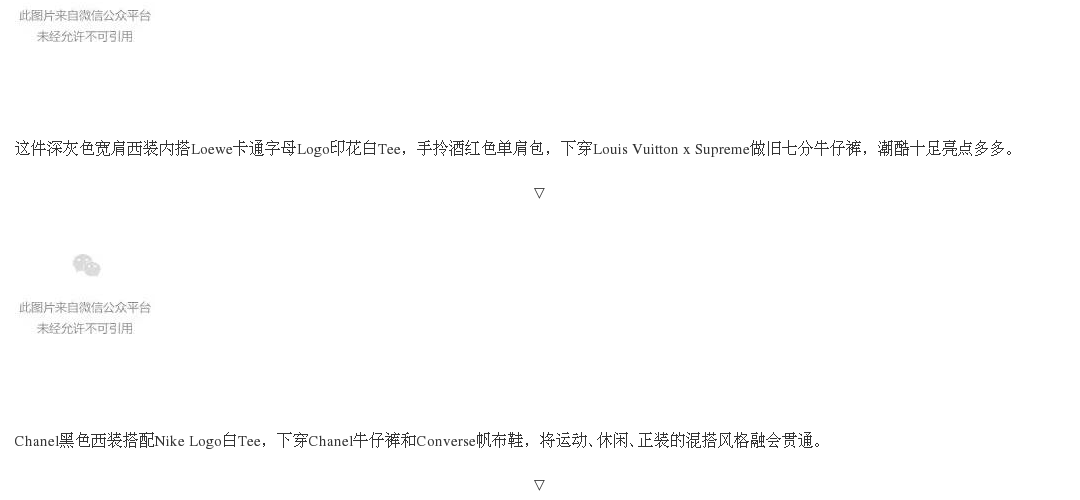 此图片来自微信公众平台
未经允许不可引用
这件深灰色宽肩西装内搭Loewe卡通字母Logo印花白Tee，手拎酒红色单肩包，下穿Louis Vuitton x Supreme做旧七分牛仔裤，潮酷十足亮点多多。
▽
此图片来自微信公众平台
未经允许不可引用
Chanel黑色西装搭配Nike Logo白Tee，下穿Chanel牛仔裤和Converse帆布鞋，将运动、休闲、正装的混搭风格融会贯通。
▽